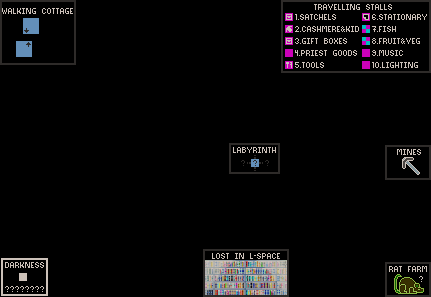 WALKING COTTAGE
TRAVELLING STALLS
1.SATCHELS
2.CASHMERE&KID
3.GIFT BOXES
4.PRIEST GOODS
5.TOOLS
6.STATIONARY
7.FISH
8.FRUIT&VEG
9.MUSIC
10.LIGHTING
LABYRINTH
? ? ?
MINES
DARKNESS
????????
LOST IN L-SPACE
RAT FARM
?